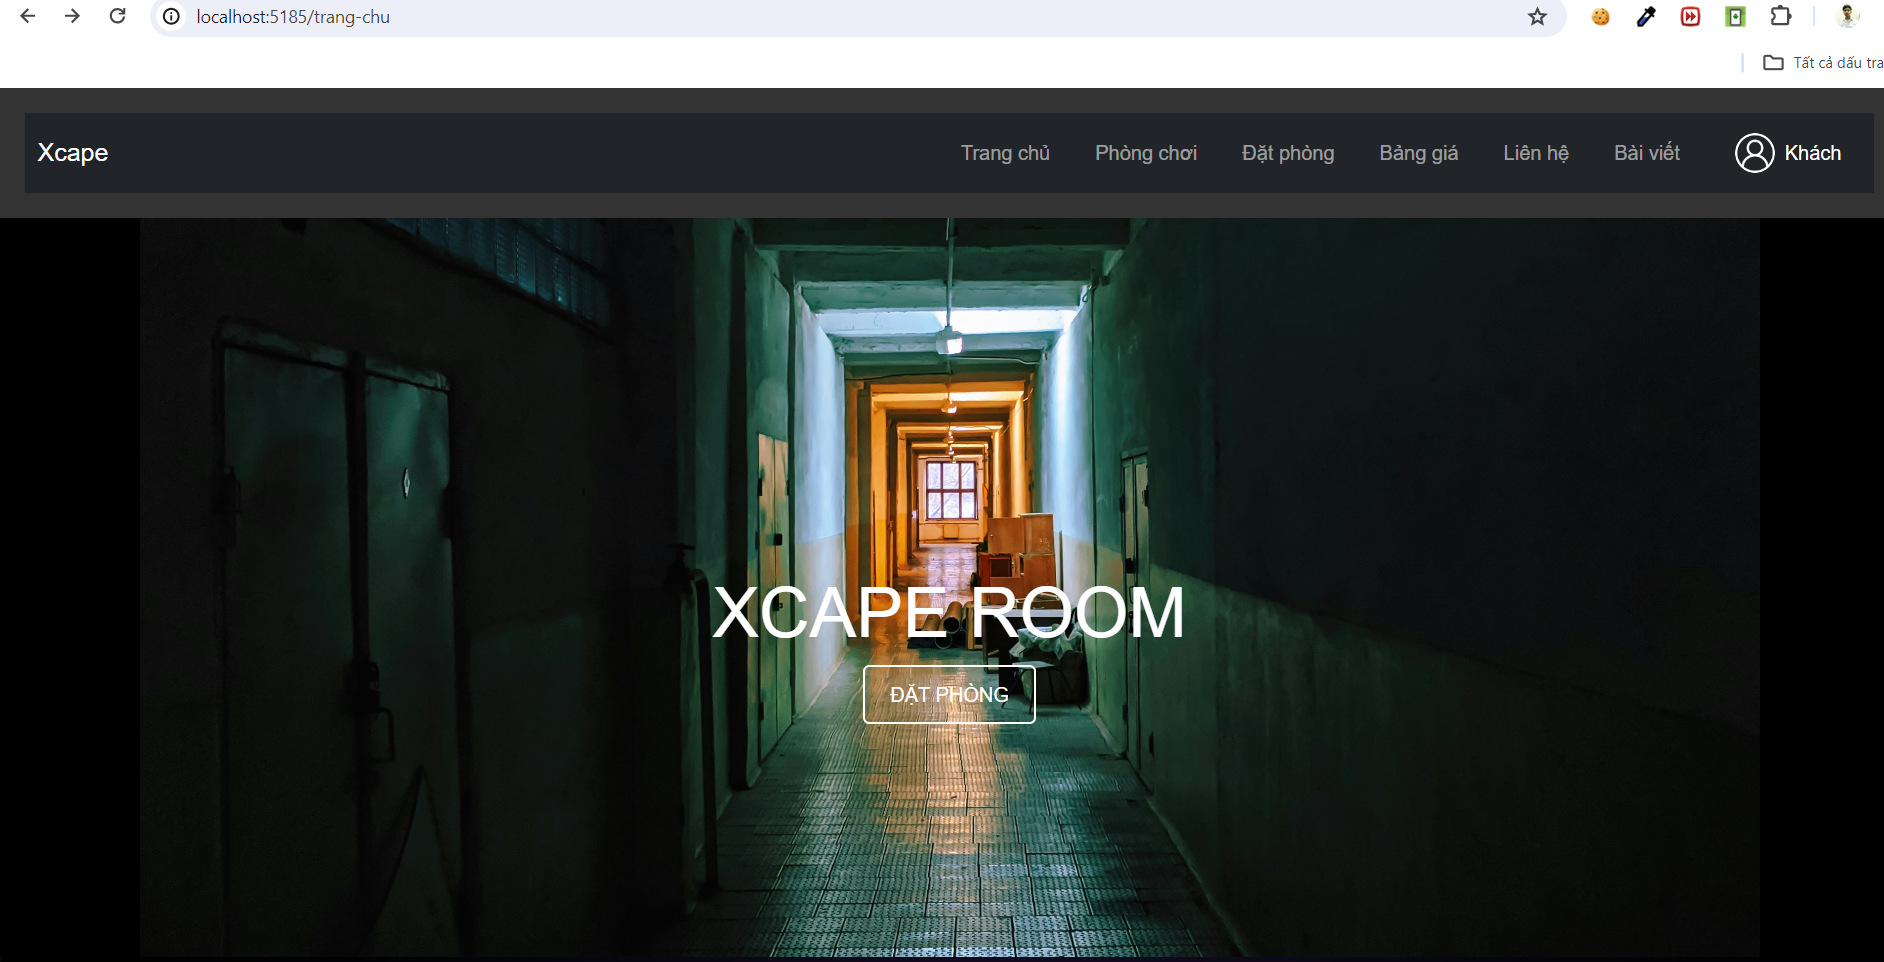 localhost:5185/trang-chu
Tất cả dấu tra
Xcape
Trang chủ
Phòng chơi
Đặt phòng
Bảng giá
Liên hệ
Bài viết
Khách
XCAPE ROOM
ĐẶT PHÒNG